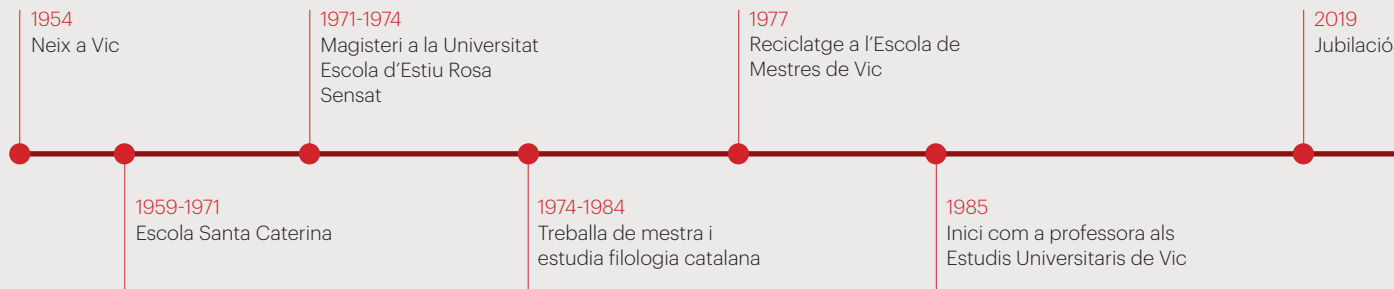 1954
Neix a Vic
1959-1971
Escola Santa Caterina
1971-1974
Magisteri a la Universitat
Escola d’Estiu Rosa
Sensat
1974-1984
Treballa de mestra i
estudia filologia catalana
1977
Reciclatge a l’Escola de
Mestres de Vic
1985
Inici com a professora als
Estudis Universitaris de Vic
2019
Jubilació